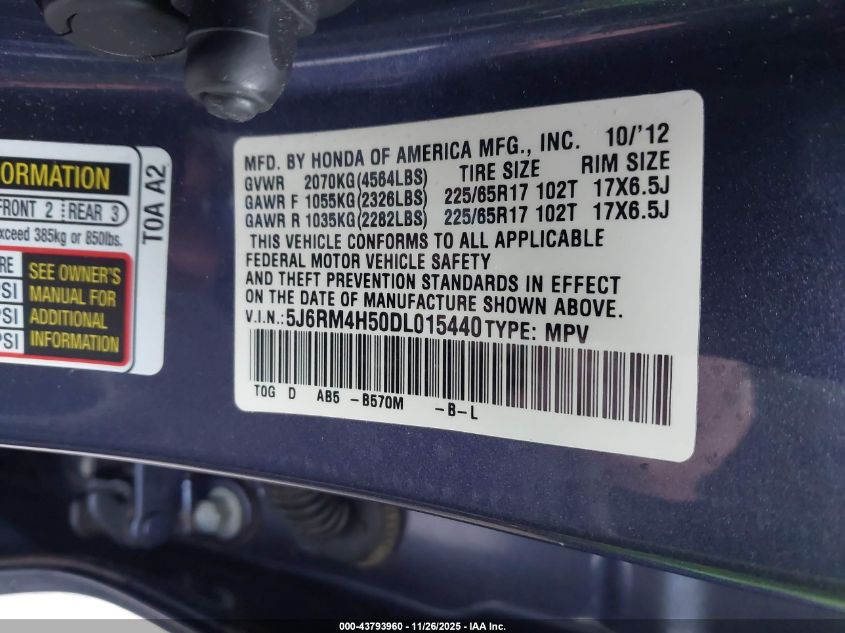 ORMATION
FRONT 2 REAR 3
xceed 385kg or 850lbs.
RE
PSI
PSI
PSI
SEE OWNER'S
MANUAL FOR
ADDITIONAL
INFORMATION
T0A A2
MFD. BY HONDA OF AMERICA MFG., INC. 10/'12
GVWR 2070KG(4564LBS) TIRE SIZE RIM SIZE
GAWR F 1055KG(2326LBS) 225/65R17 102T 17X6.5J
GAWR R 1035KG(2282LBS) 225/65R17 102T 17X6.5J
THIS VEHICLE CONFORMS TO ALL APPLICABLE
FEDERAL MOTOR VEHICLE SAFETY
AND THEFT PREVENTION STANDARDS IN EFFECT
ON THE DATE OF MANUFACTURE SHOWN ABOVE.
V.I.N.:5J6RM4H50DL015440 TYPE: MPV
T0G D AB5 -B570M -B-L
000-43793960 - 11/26/2025 - IAA Inc.